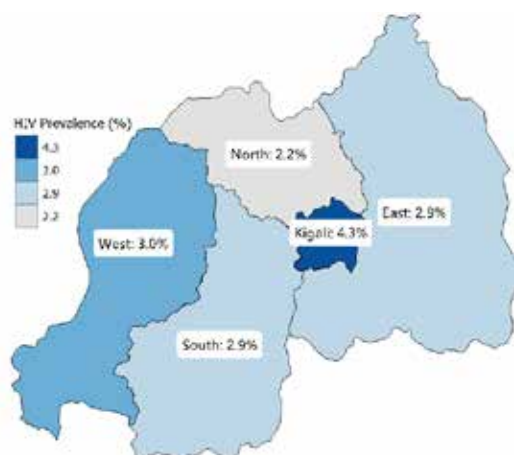 HIV Prevalence (%)
4.3
3.0
2.9
2.2
North: 2.2%
East: 2.9%
Kigali: 4.3%
West: 3.0%
South: 2.9%